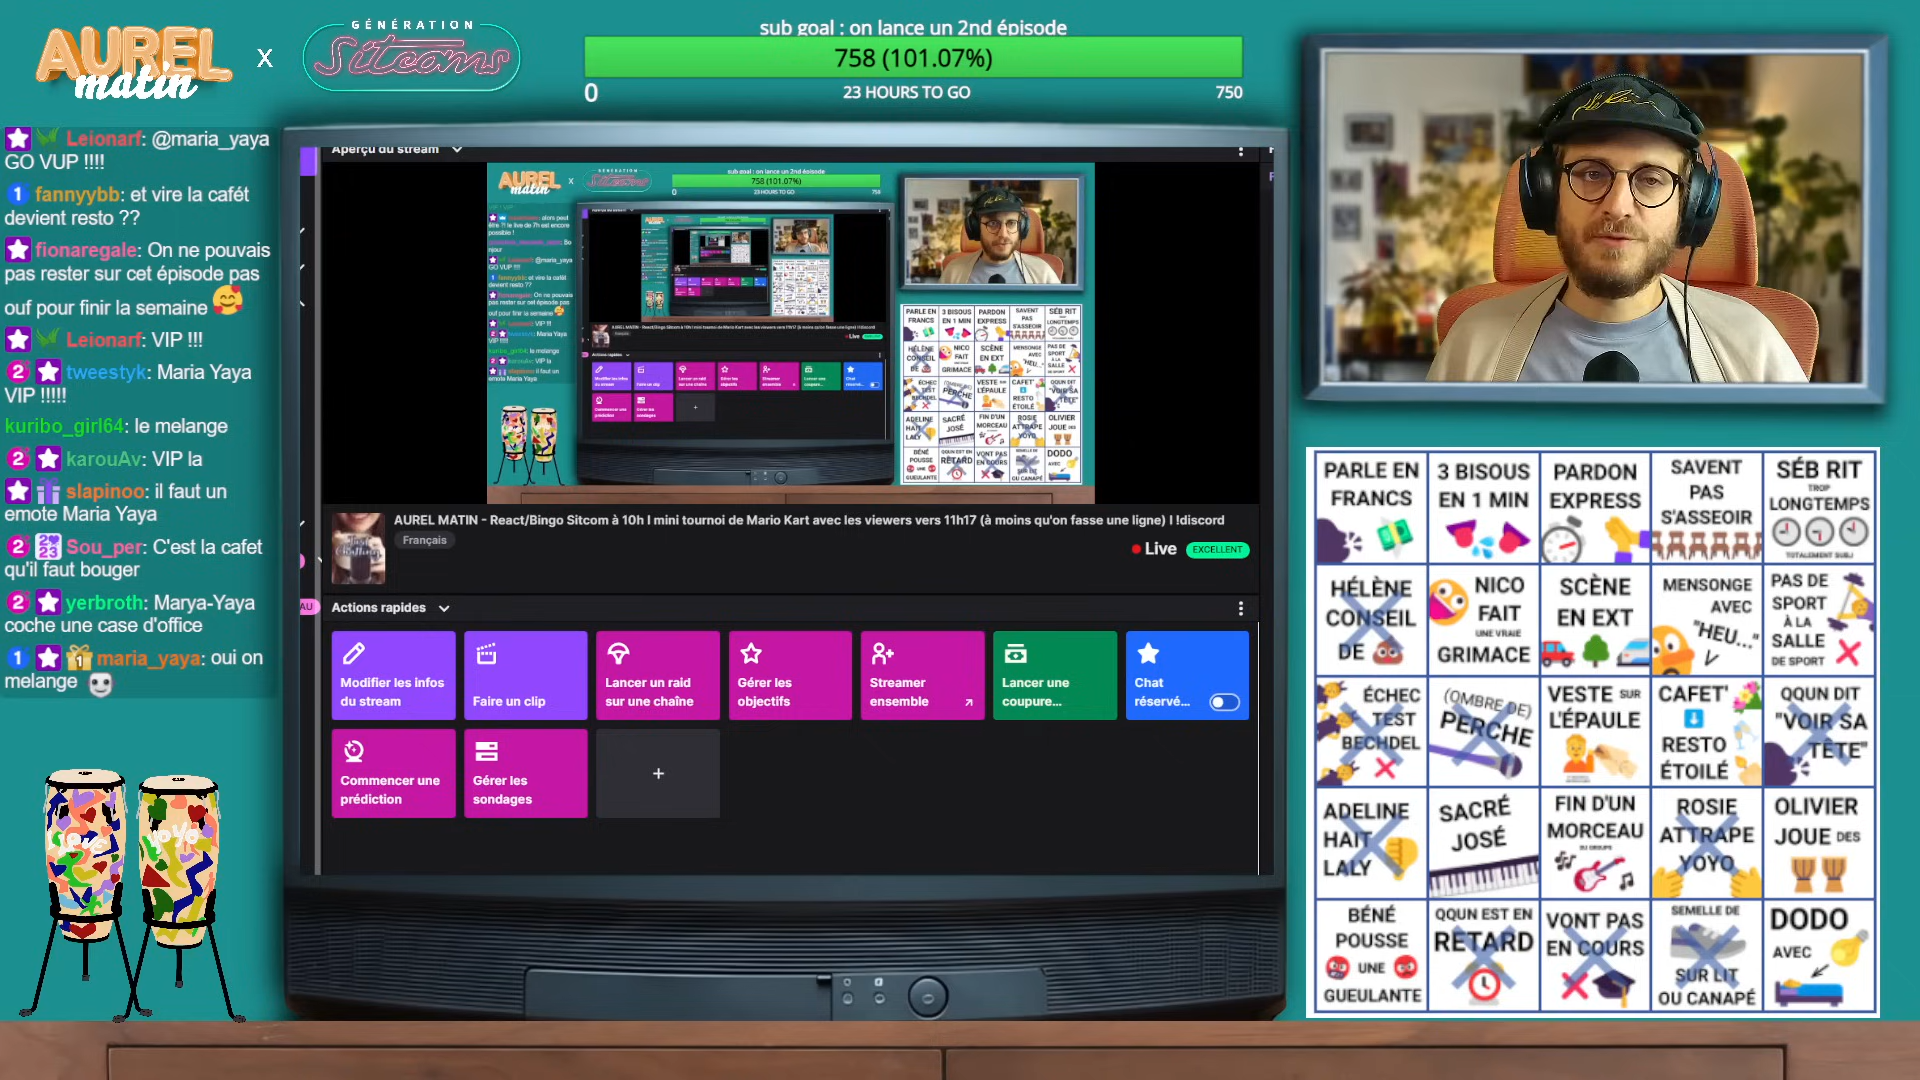 AUREL
matin
X
GÉNÉRATION
Sitcoms
sub goal : on lance un 2nd épisode
758 (101.07%)
0
23 HOURS TO GO
750
Leionarf: @maria_yaya
GO VUP !!!!
fannyybb: et vire la cafét
devient resto ??
fionaregale: On ne pouvais
pas rester sur cet épisode pas
ouf pour finir la semaine
Leionarf: VIP !!!
tweestyk: Maria Yaya
VIP !!!!!
kuribo_girl64: le melange
karouAv: VIP la
slapinoo: il faut un
emote Maria Yaya
Sou_per: C'est la cafet
qu'il faut bouger
yerbroth: Marya-Yaya
coche une case d'office
maria_yaya: oui on
melange
Aperçu du stream
AUREL MATIN - React/Bingo Sitcom à 10h I mini tournoi de Mario Kart avec les viewers vers 11h17 (à moins qu'on fasse une ligne) I !discord
Français
Live
EXCELLENT
AU
Actions rapides
Modifier les infos
du stream
Faire un clip
Lancer un raid
sur une chaîne
Gérer les
objectifs
Streamer
ensemble
Lancer une
coupure...
Chat
réservé...
Commencer une
prédiction
Gérer les
sondages
+
PARLE EN
FRANCS
3 BISOUS
EN 1 MIN
PARDON
EXPRESS
SAVENT
PAS
S'ASSEOIR
SÉB RIT
TROP
LONGTEMPS
TOTALEMENT SUBJ
HÉLÈNE
CONSEIL
DE
NICO
FAIT
UNE VRAIE
GRIMACE
SCÈNE
EN EXT
MENSONGE
AVEC
"HEU..."
PAS DE
SPORT
À LA
SALLE
DE SPORT
ÉCHEC
TEST
BECHDEL
(OMBRE DE)
PERCHE
VESTE SUR
L'ÉPAULE
CAFET'
RESTO
ÉTOILÉ
QQUN DIT
"VOIR SA
TÊTE"
ADELINE
HAIT
LALY
SACRÉ
JOSÉ
FIN D'UN
MORCEAU
DU GROUPE
ROSIE
ATTRAPE
YOYO
OLIVIER
JOUE DES
BÉNÉ
POUSSE
UNE
GUEULANTE
QQUN EST EN
RETARD
VONT PAS
EN COURS
SEMELLE DE
SUR LIT
OU CANAPÉ
DODO
AVEC